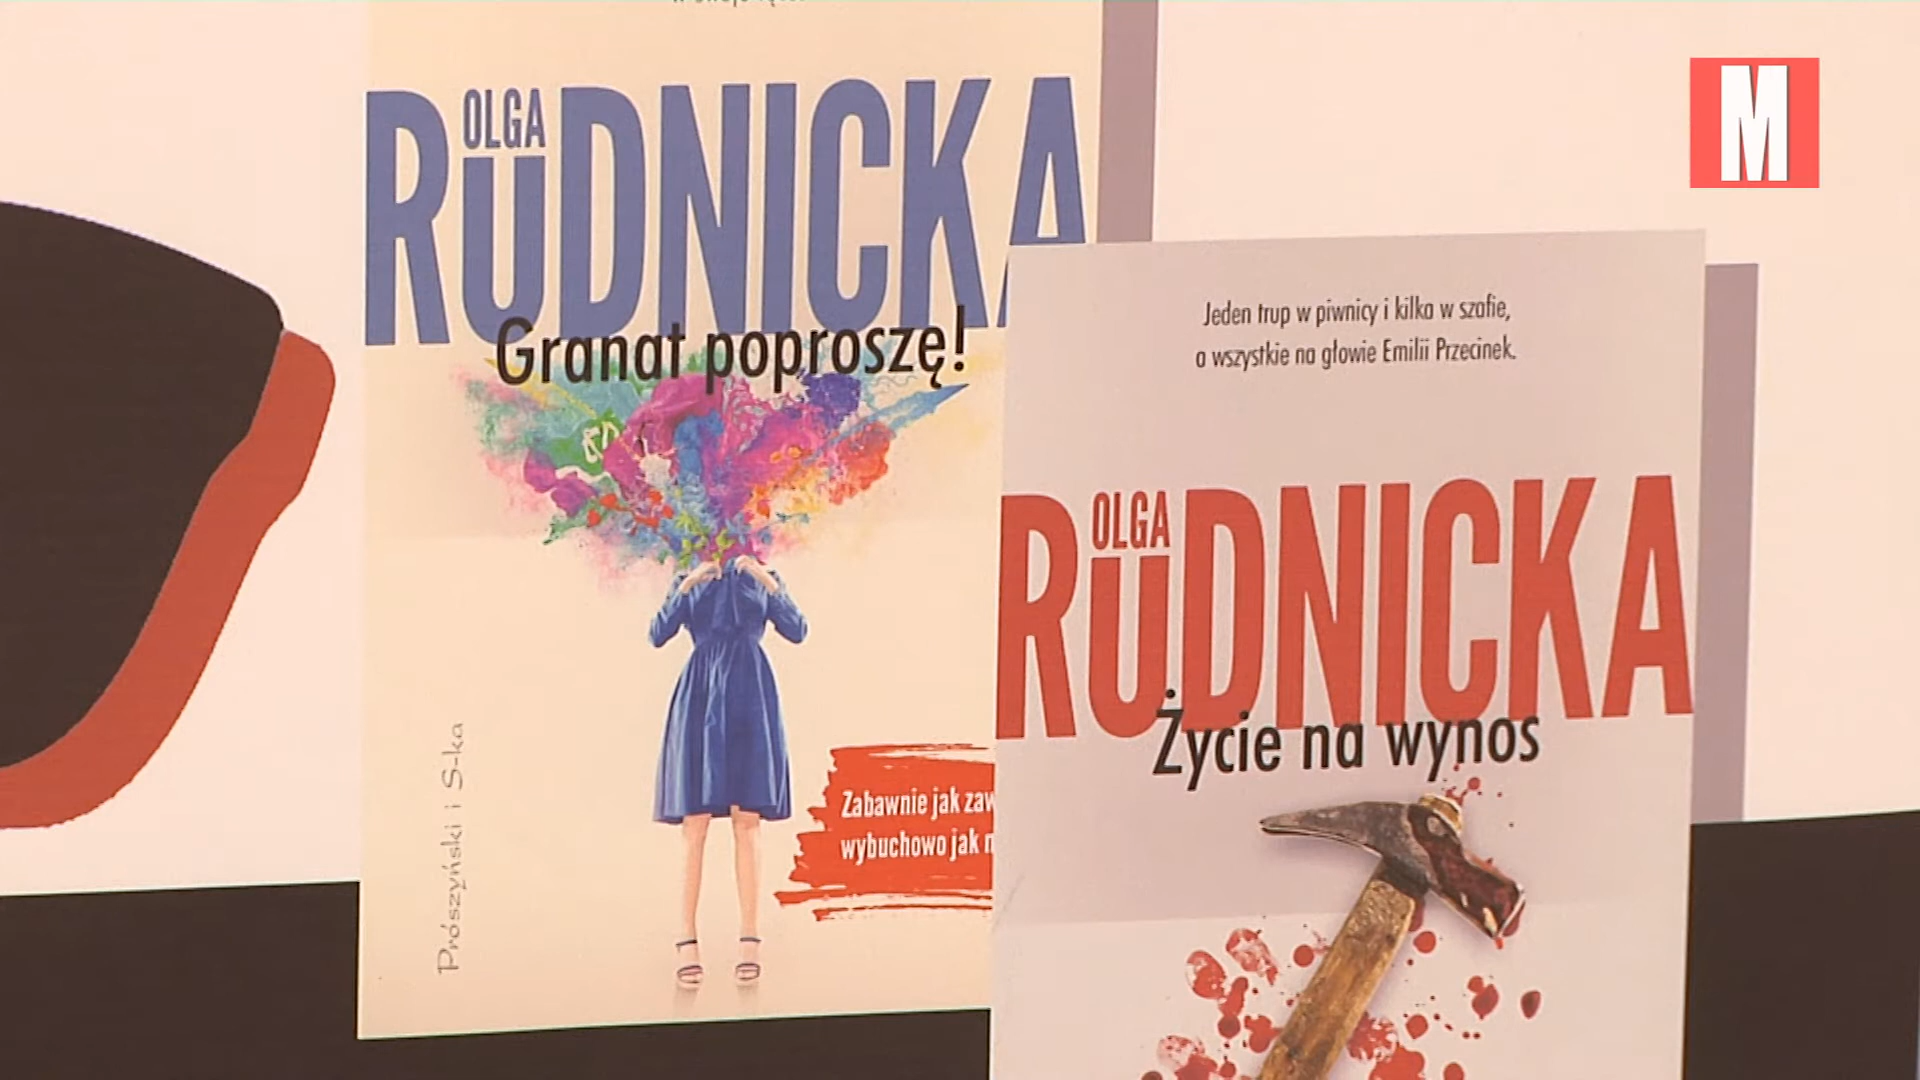 OLGA
RUDNICKA
Granat poproszę!
Zabawnie jak
wybuchowo jak
Prószyński i S-ka
Jeden trup w piwnicy i kilka w szafie,
a wszystkie na głowie Emilii Przecinek.
OLGA
RUDNICKA
Życie na wynos
M